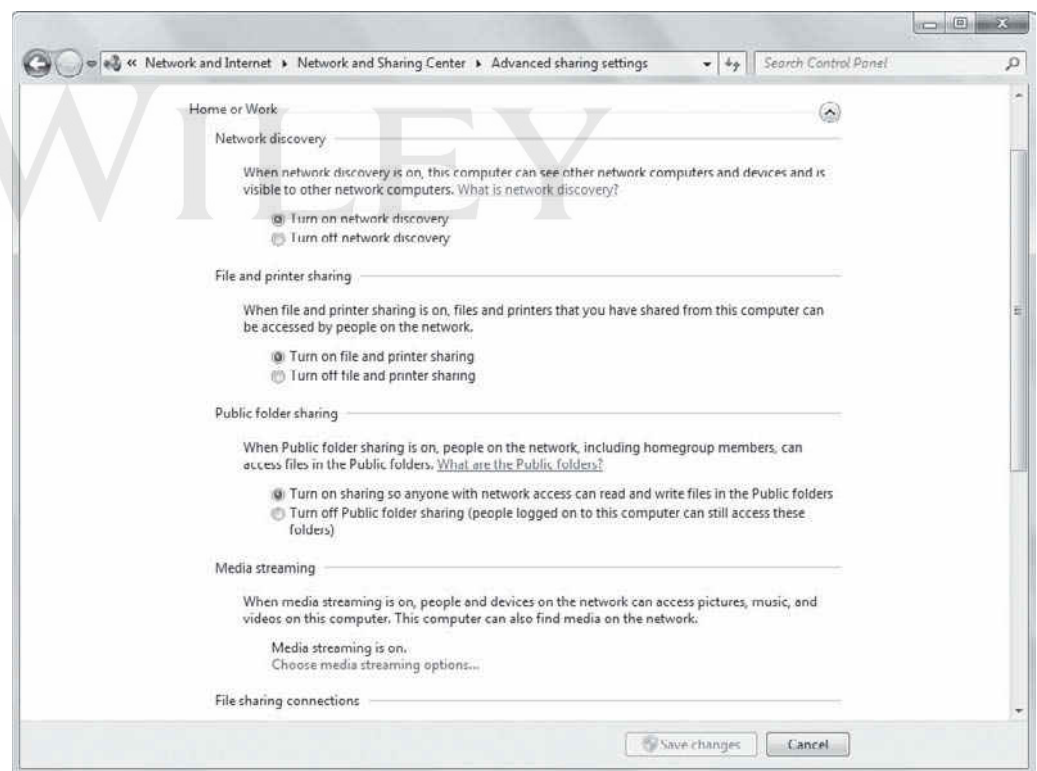 « Network and Internet ▸ Network and Sharing Center ▸ Advanced sharing settings
Search Control Panel
WILEY
Home or Work
Network discovery
When network discovery is on, this computer can see other network computers and devices and is
visible to other network computers. What is network discovery?
Turn on network discovery
Turn off network discovery
File and printer sharing
When file and printer sharing is on, files and printers that you have shared from this computer can
be accessed by people on the network.
Turn on file and printer sharing
Turn off file and printer sharing
Public folder sharing
When Public folder sharing is on, people on the network, including homegroup members, can
access files in the Public folders. What are the Public folders?
Turn on sharing so anyone with network access can read and write files in the Public folders
Turn off Public folder sharing (people logged on to this computer can still access these
folders)
Media streaming
When media streaming is on, people and devices on the network can access pictures, music, and
videos on this computer. This computer can also find media on the network.
Media streaming is on.
Choose media streaming options...
File sharing connections
Save changes
Cancel